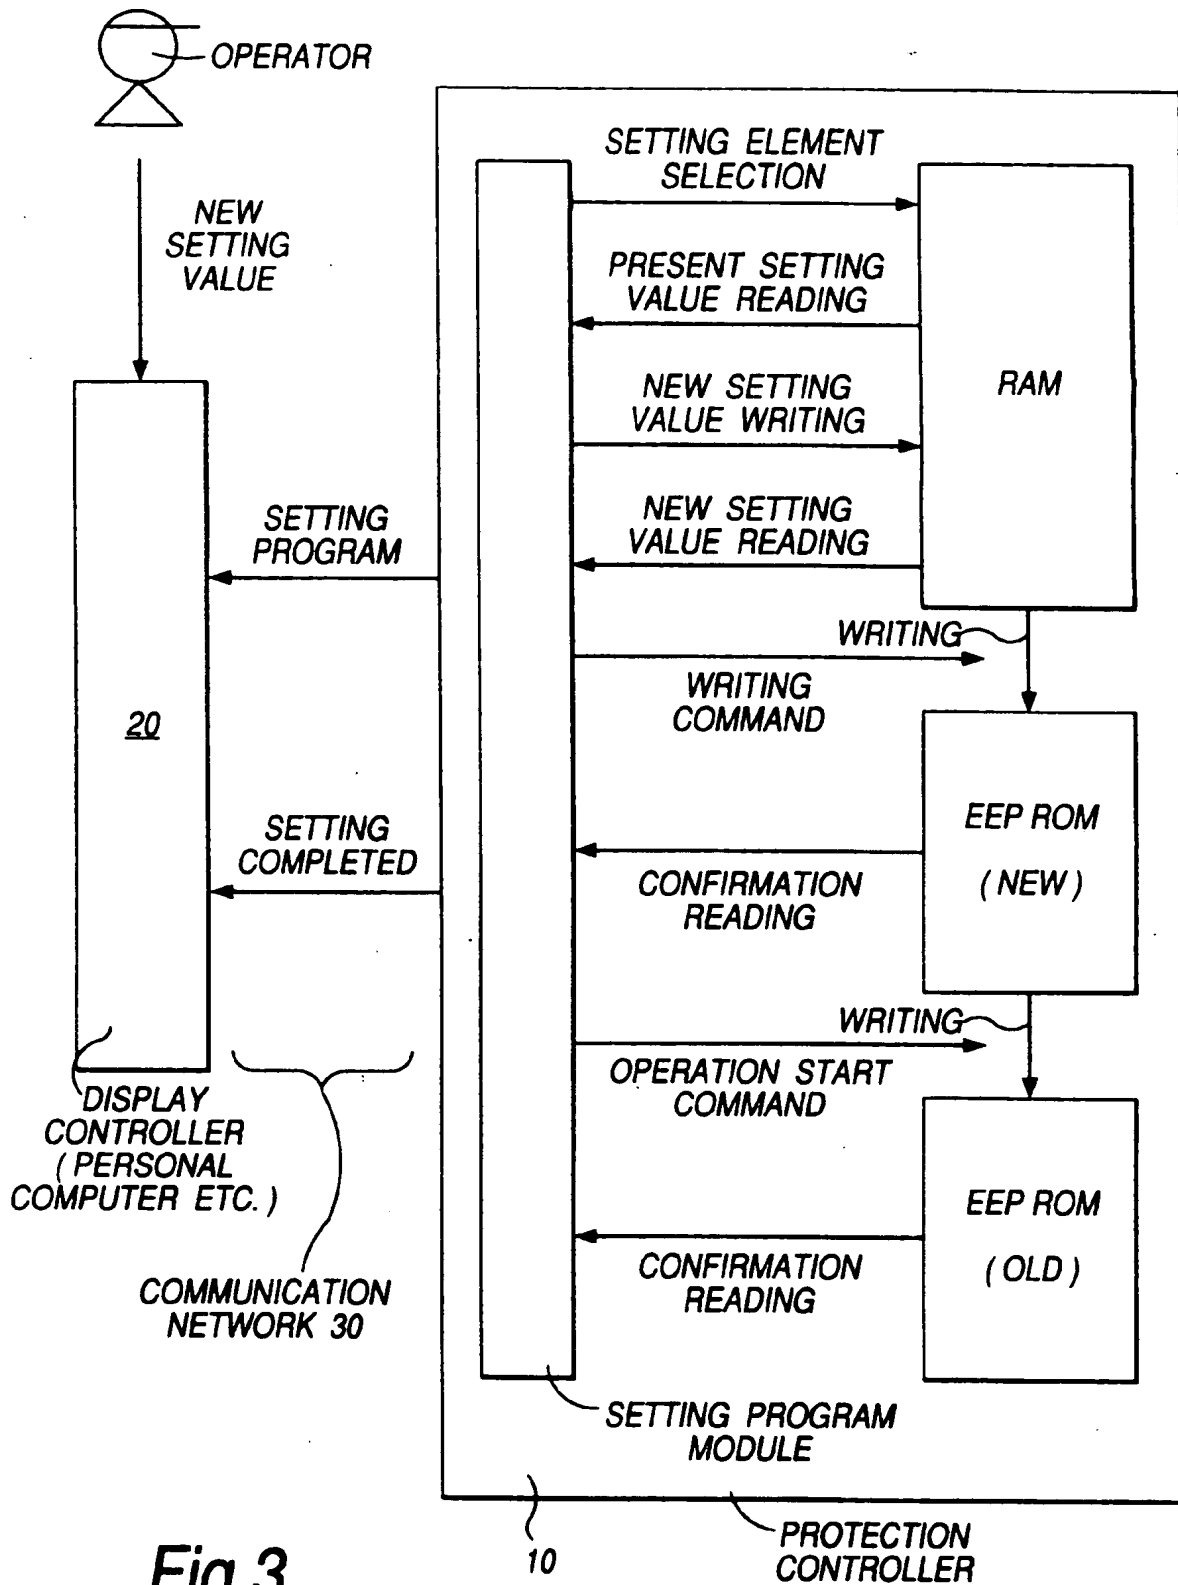 OPERATOR
NEW
SETTING
VALUE
SETTING ELEMENT
SELECTION
PRESENT SETTING
VALUE READING
NEW SETTING
VALUE WRITING
NEW SETTING
VALUE READING
RAM
SETTING
PROGRAM
WRITING
WRITING
COMMAND
20
EEP ROM
(NEW)
SETTING
COMPLETED
CONFIRMATION
READING
WRITING
OPERATION START
COMMAND
DISPLAY
CONTROLLER
(PERSONAL
COMPUTER ETC.)
EEP ROM
(OLD)
CONFIRMATION
READING
COMMUNICATION
NETWORK 30
SETTING PROGRAM
MODULE
10
PROTECTION
CONTROLLER
Fig.3